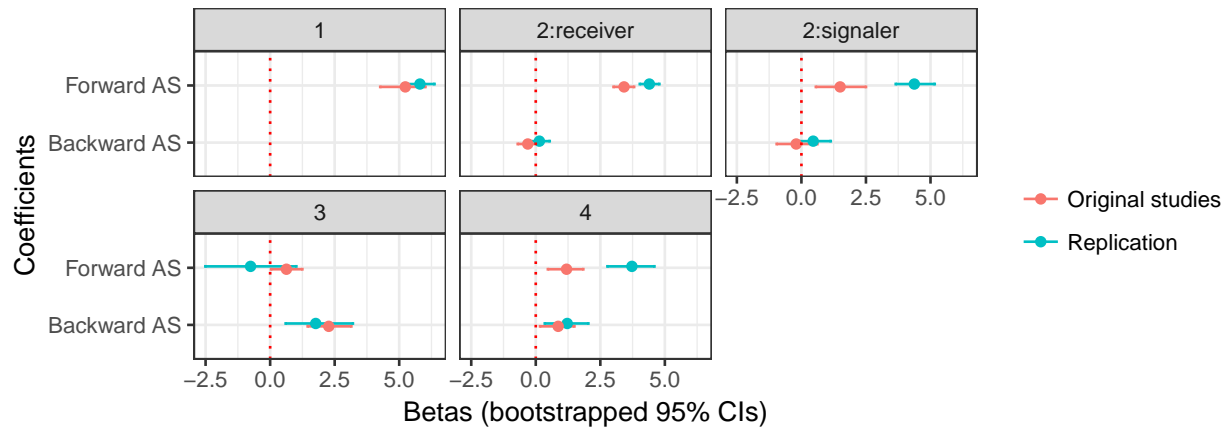 1
2:receiver
2:signaler
Forward AS
Backward AS
−2.5 0.0 2.5 5.0
3
4
Forward AS
Backward AS
−2.5 0.0 2.5 5.0
−2.5 0.0 2.5 5.0
Coefficients
Betas (bootstrapped 95% CIs)
Original studies
Replication